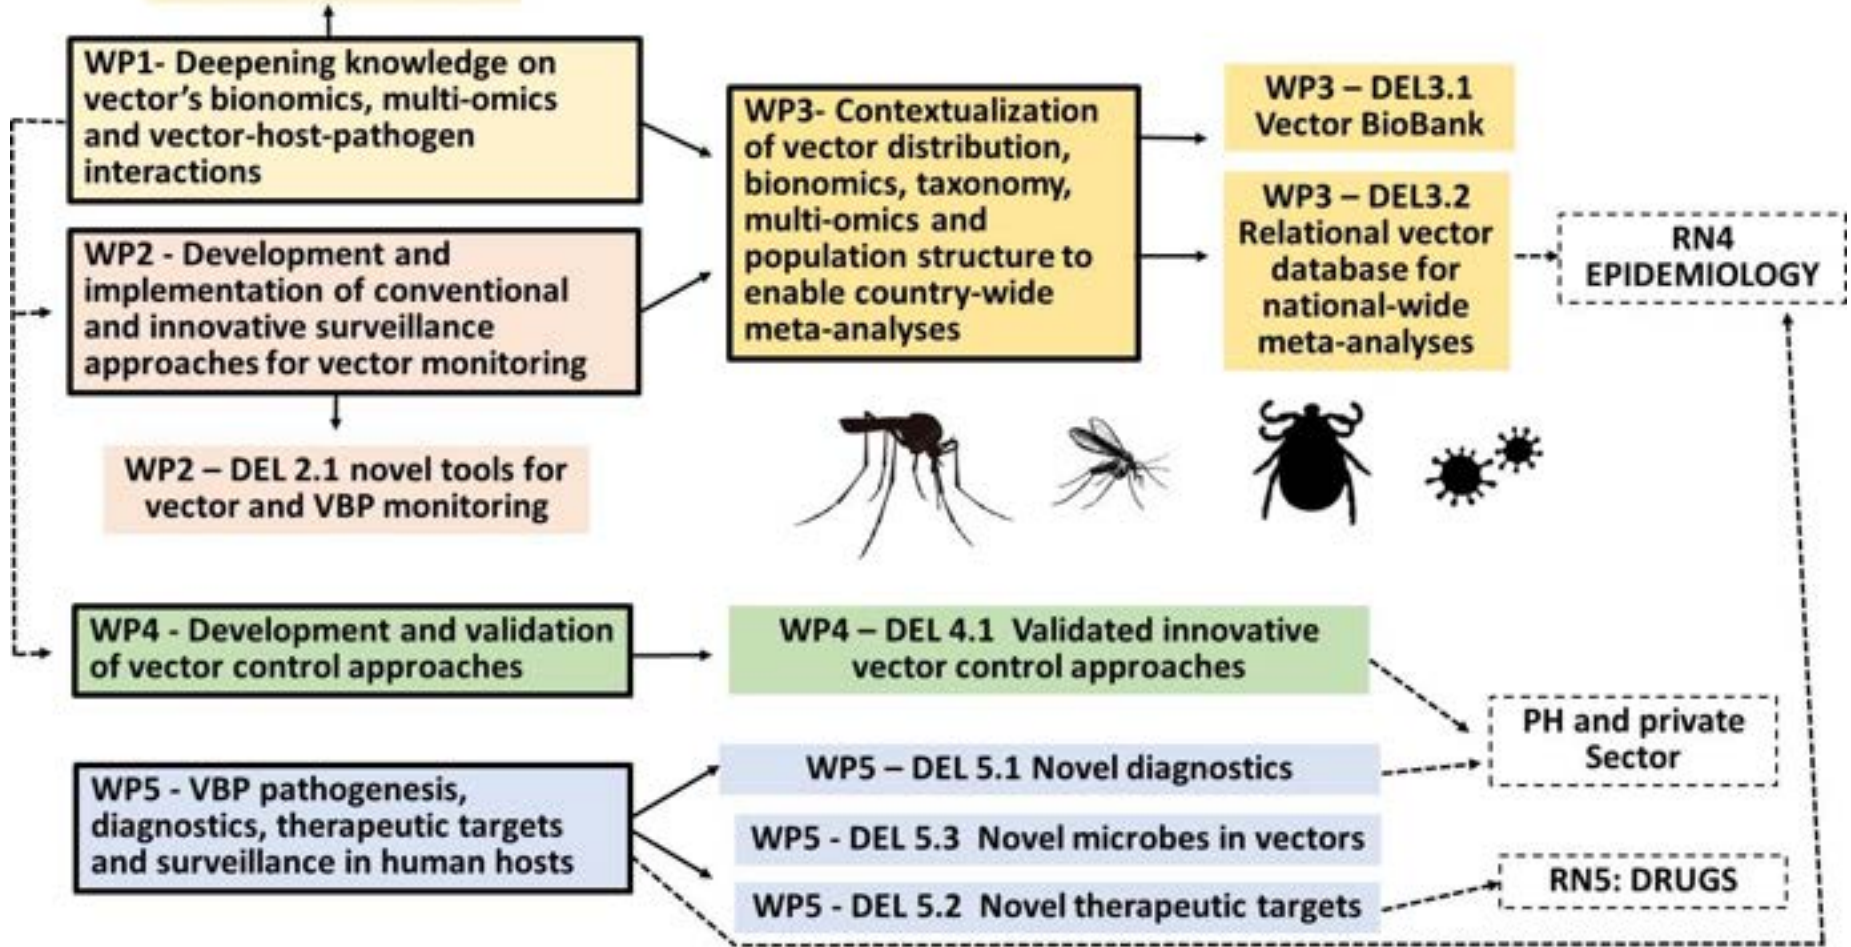 WP1- Deepening knowledge on
vector's bionomics, multi-omics
and vector-host-pathogen
interactions
WP2 - Development and
implementation of conventional
and innovative surveillance
approaches for vector monitoring
WP2 – DEL 2.1 novel tools for
vector and VBP monitoring
WP3- Contextualization
of vector distribution,
bionomics, taxonomy,
multi-omics and
population structure to
enable country-wide
meta-analyses
WP3 – DEL3.1
Vector BioBank
WP3 – DEL3.2
Relational vector
database for
national-wide
meta-analyses
RN4
EPIDEMIOLOGY
WP4 - Development and validation
of vector control approaches
WP4 – DEL 4.1 Validated innovative
vector control approaches
PH and private
Sector
WP5 - VBP pathogenesis,
diagnostics, therapeutic targets
and surveillance in human hosts
WP5 – DEL 5.1 Novel diagnostics
WP5 - DEL 5.3 Novel microbes in vectors
WP5 - DEL 5.2 Novel therapeutic targets
RN5: DRUGS